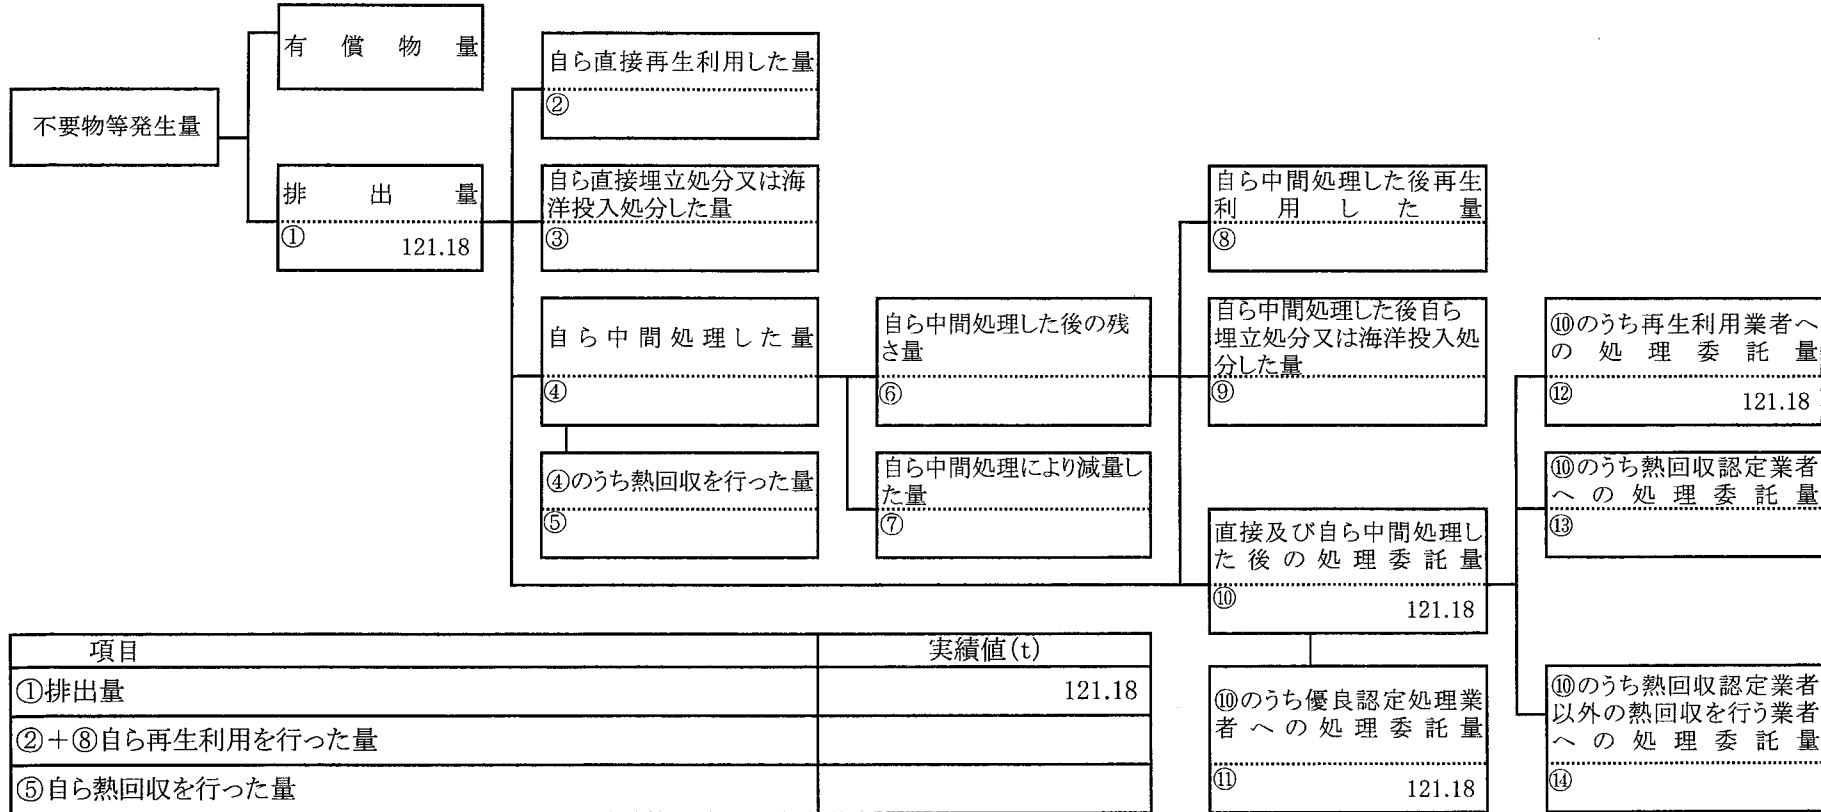 有償物量
不要物等発生量
排出量
①
121.18
自ら直接再生利用した量
②
自ら直接埋立処分又は海
洋投入処分した量
③
自ら中間処理した量
④
④のうち熱回収を行った量
⑤
自ら中間処理した後の残
さ量
⑥
自ら中間処理により減量し
た量
⑦
自ら中間処理した後再生
利用した量
⑧
自ら中間処理した後自ら
埋立処分又は海洋投入処
分した量
⑨
直接及び自ら中間処理し
た後の処理委託量
⑩
121.18
⑩のうち優良認定処理業
者への処理委託量
⑪
121.18
⑩のうち再生利用業者へ
の処理委託量
⑫
121.18
⑩のうち熱回収認定業者
への処理委託量
⑬
⑩のうち熱回収認定業者
以外の熱回収を行う業者
への処理委託量
⑭
項目 実績値(t)
①排出量 121.18
②+⑧自ら再生利用を行った量
⑤自ら熱回収を行った量